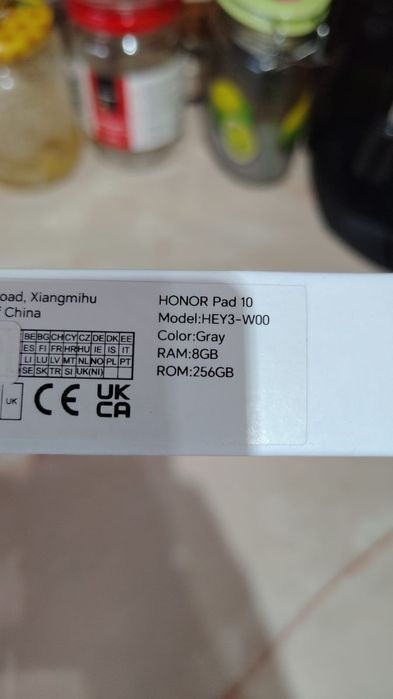 oad, Xiangmihu
f China
HONOR Pad 10
Model:HEY3-W00
Color:Gray
RAM:8GB
ROM:256GB
BE BG CH CY CZ DE DK EE
ES FI FR HR HU IE IS IT
LI LU LV MT NL NO PL PT
SE SK TR SI UK(NI)
UK
CE
UK
CA